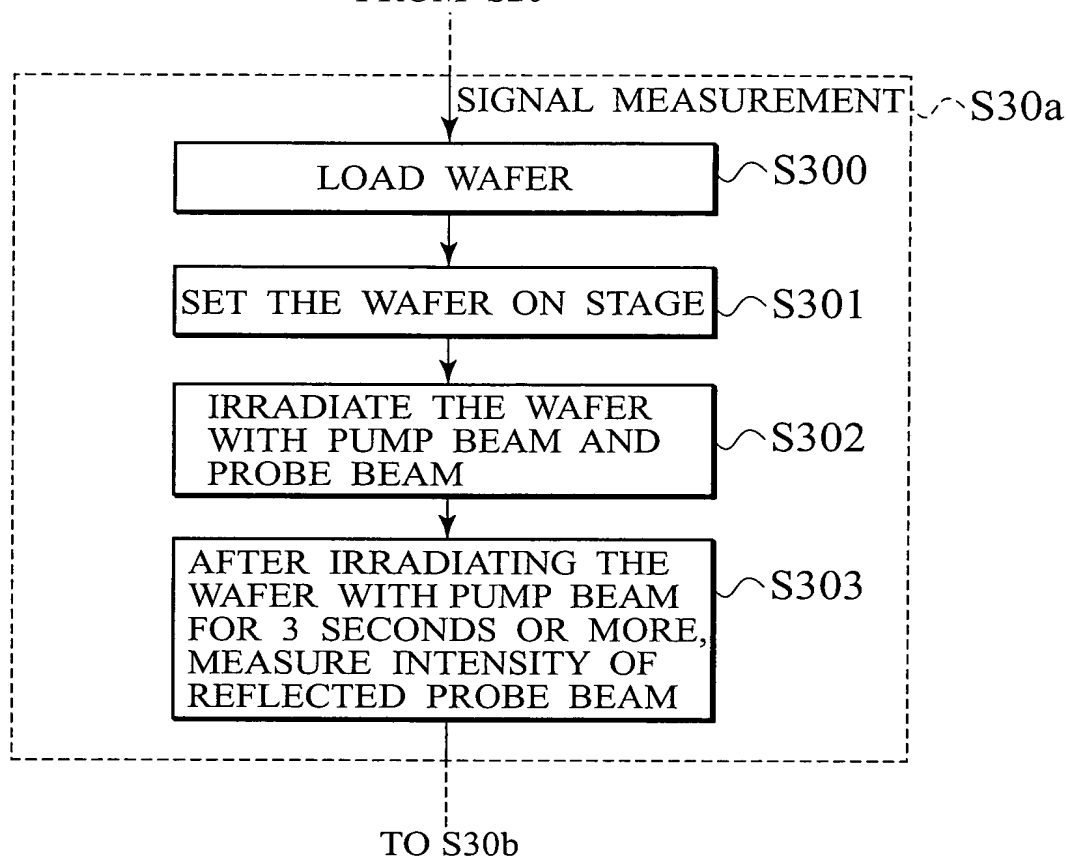 SIGNAL MEASUREMENT S30a
LOAD WAFER S300
SET THE WAFER ON STAGE S301
IRRADIATE THE WAFER
WITH PUMP BEAM AND
PROBE BEAM
S302
AFTER IRRADIATING THE
WAFER WITH PUMP BEAM
FOR 3 SECONDS OR MORE,
MEASURE INTENSITY OF
REFLECTED PROBE BEAM
S303
TO S30b